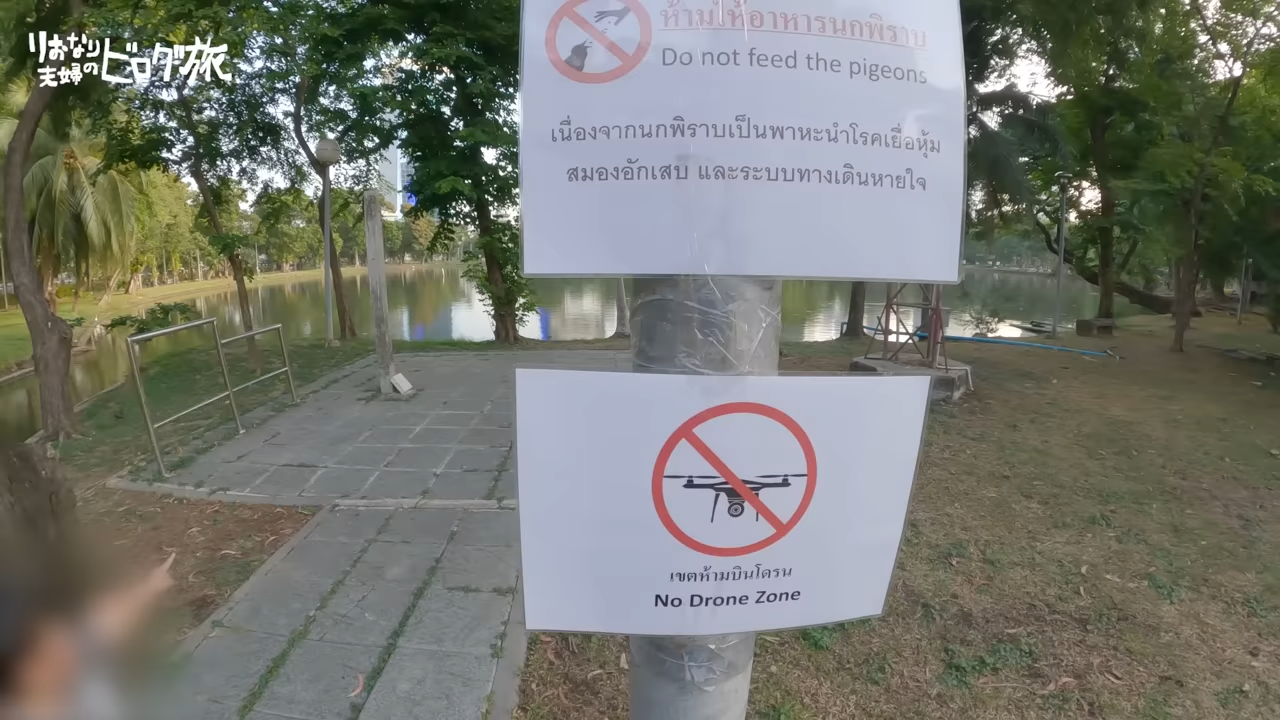 りおなり
夫婦の
ビログ旅
ห้ามให้อาหารนกพิราบ
Do not feed the pigeons
เนื่องจากนกพิราบเป็นพาหะนำโรคเยื่อหุ้ม
สมองอักเสบ และระบบทางเดินหายใจ
เขตห้ามบินโดรน
No Drone Zone